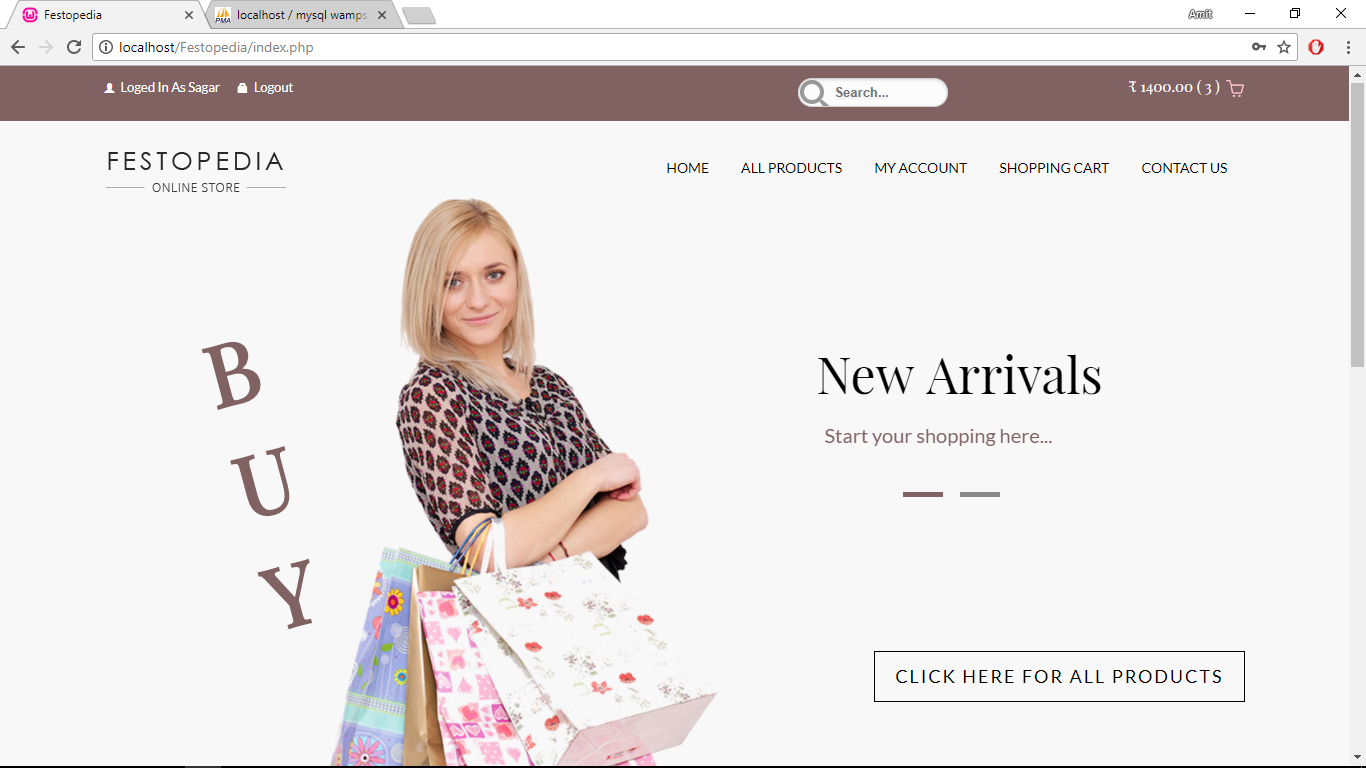 Festopedia
localhost / mysql wamps
Amit
localhost/Festopedia/index.php
Loged In As Sagar
Logout
Search...
₹ 1400.00 ( 3 )
FESTOPEDIA
ONLINE STORE
HOME
ALL PRODUCTS
MY ACCOUNT
SHOPPING CART
CONTACT US
BUY
New Arrivals
Start your shopping here...
CLICK HERE FOR ALL PRODUCTS